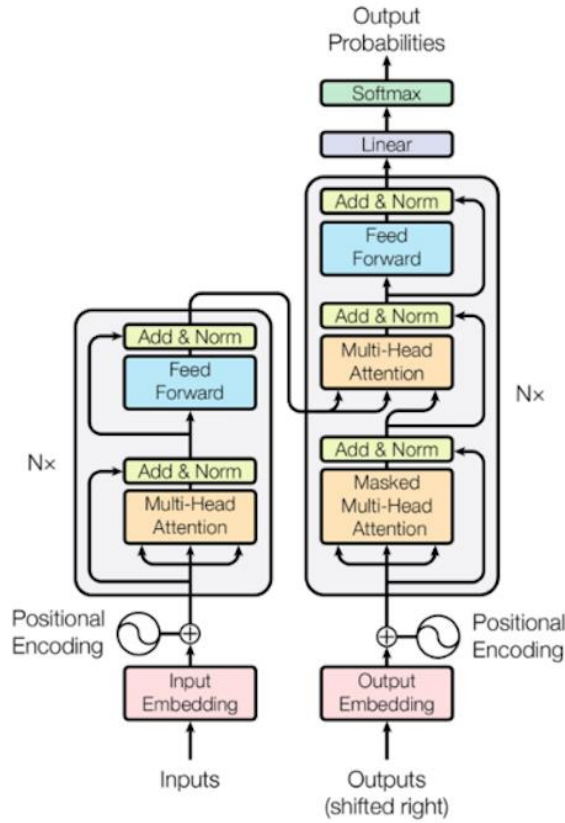 Output
Probabilities
Softmax
Linear
Add & Norm
Feed
Forward
Add & Norm
Multi-Head
Attention
Add & Norm
Masked
Multi-Head
Attention
Nx
Add & Norm
Feed
Forward
Add & Norm
Multi-Head
Attention
Nx
Positional
Encoding
Positional
Encoding
Input
Embedding
Output
Embedding
Inputs
Outputs
(shifted right)